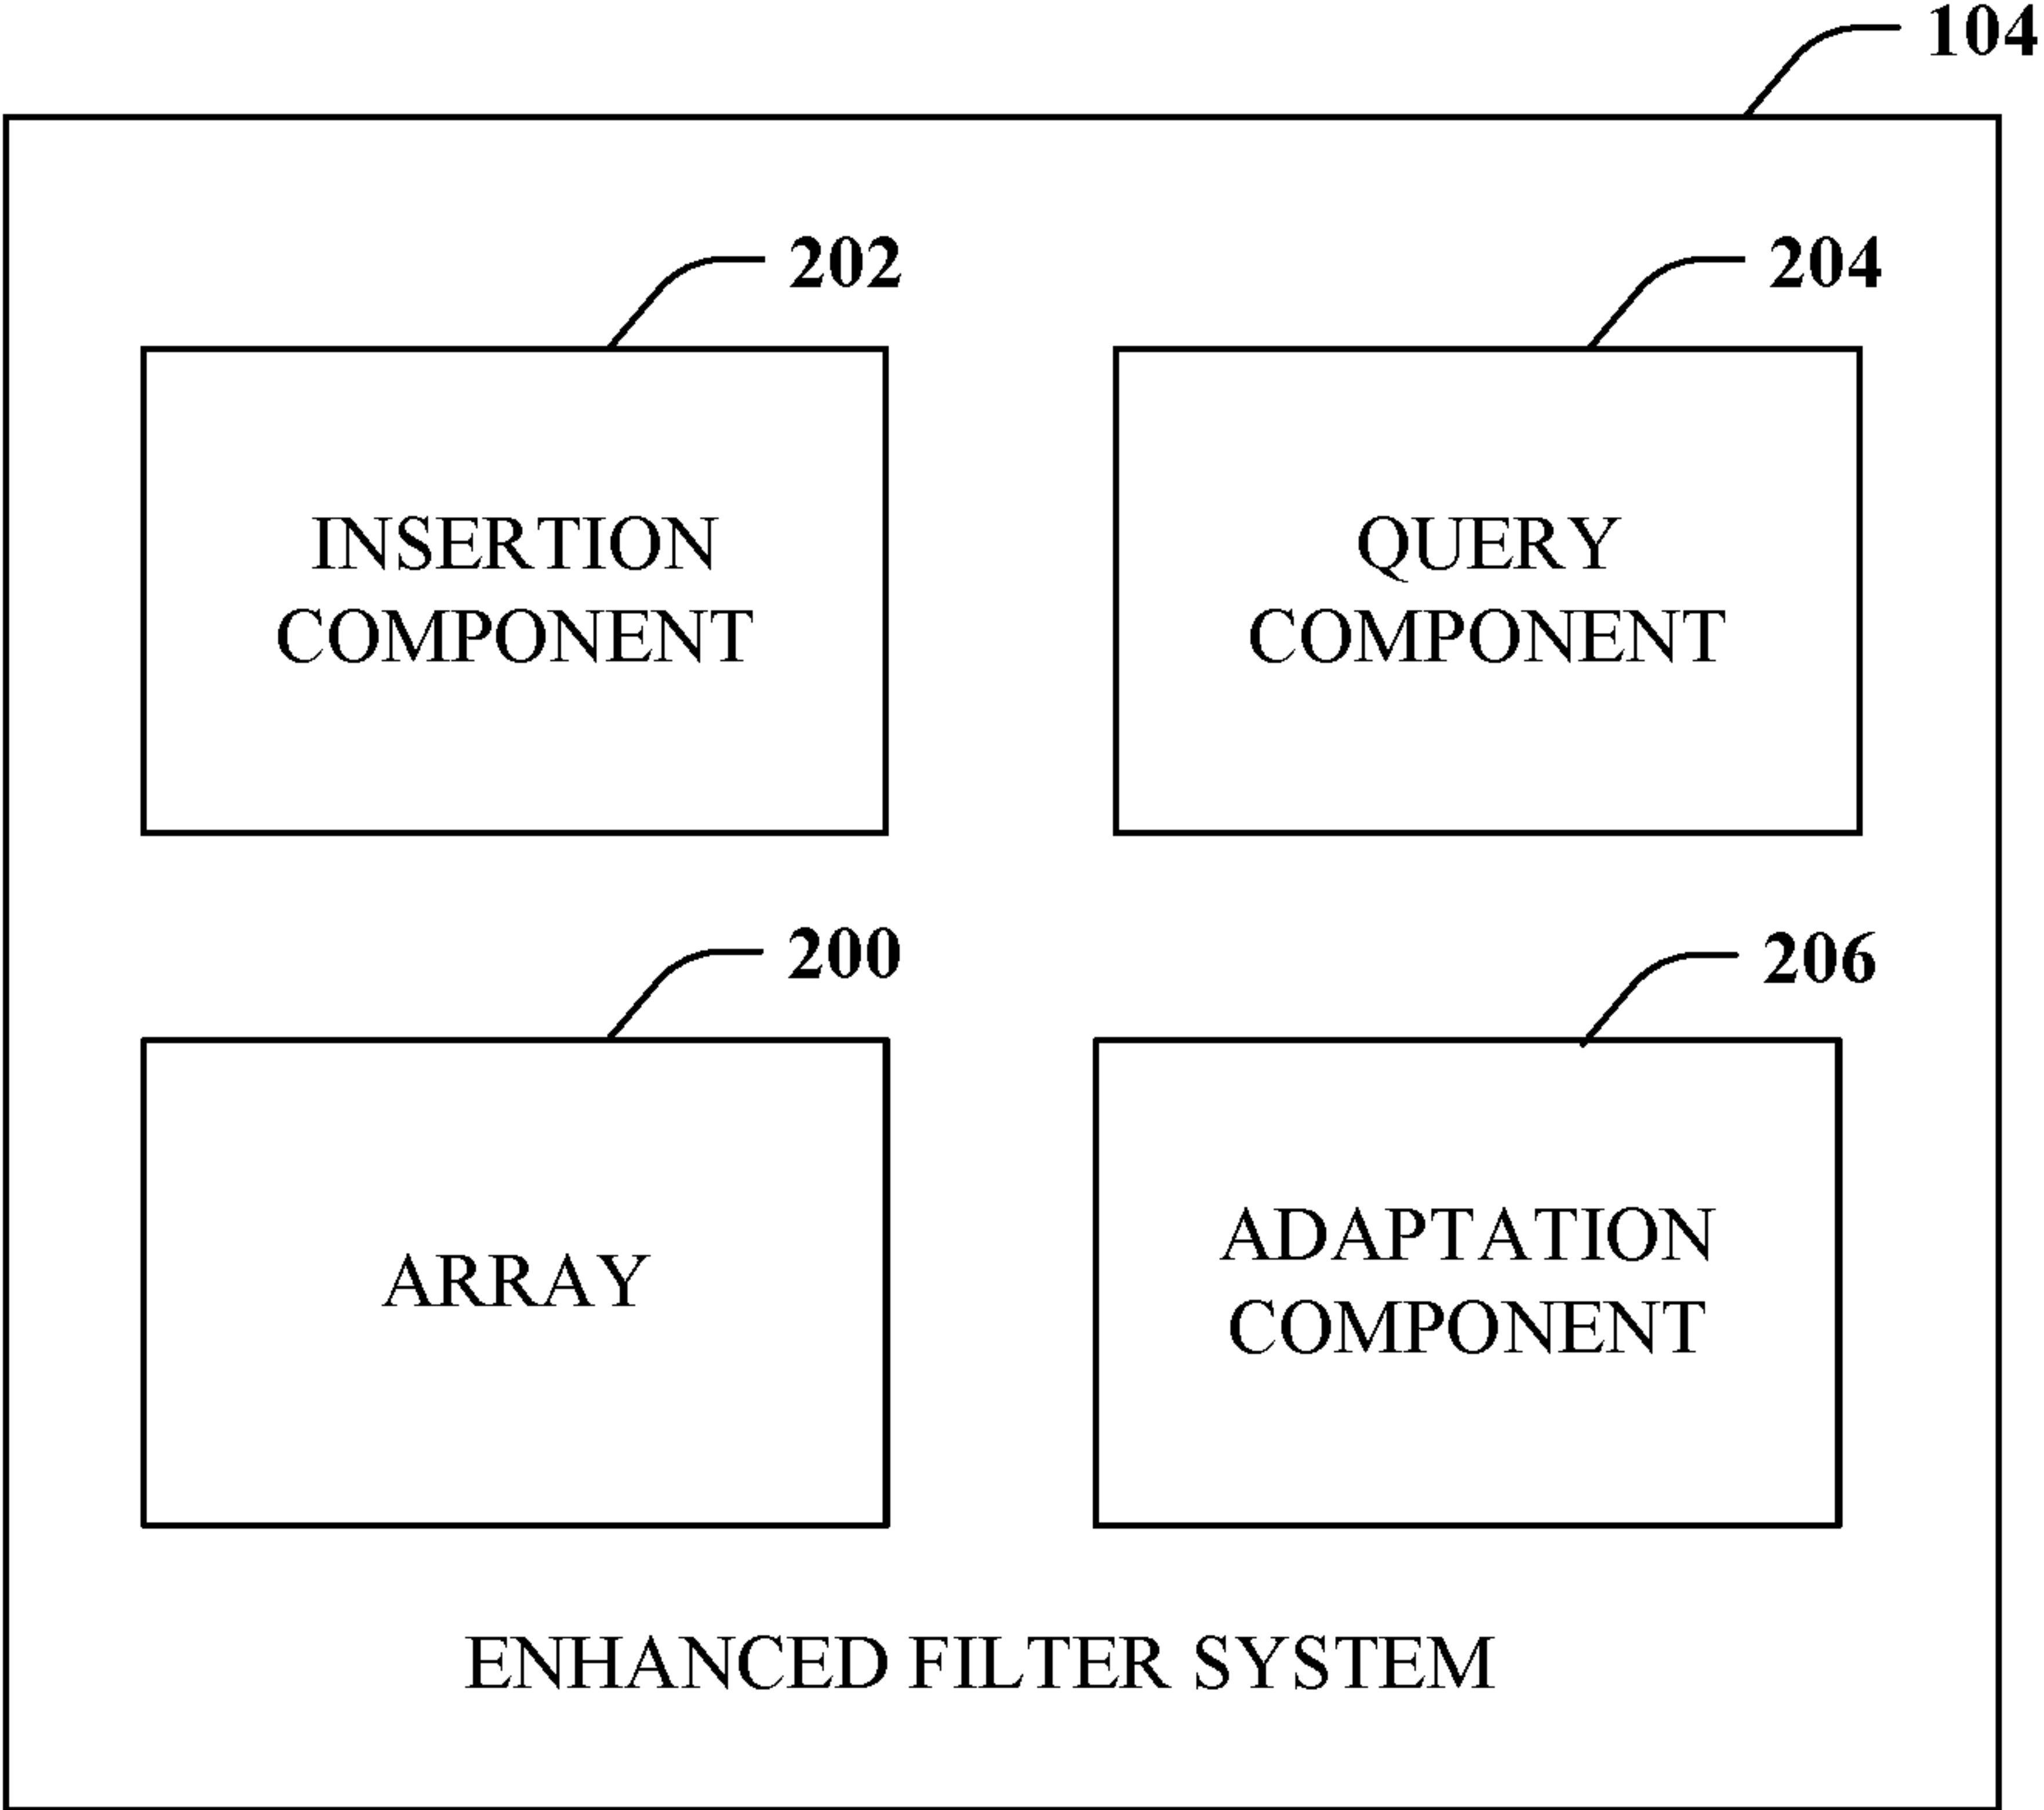 104
202
204
INSERTION
COMPONENT
QUERY
COMPONENT
200
206
ARRAY
ADAPTATION
COMPONENT
ENHANCED FILTER SYSTEM